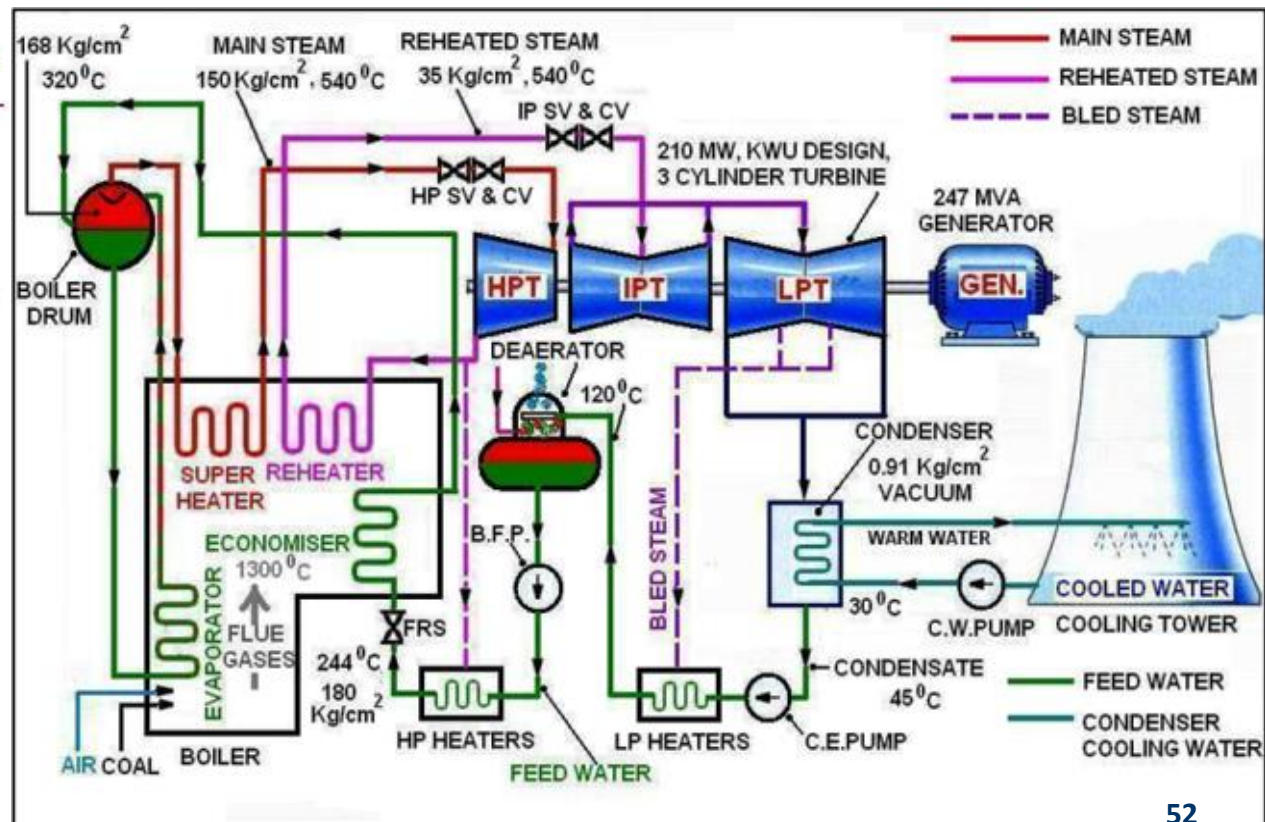 168 Kg/cm²
320⁰C
MAIN STEAM
150 Kg/cm², 540⁰C
REHEATED STEAM
35 Kg/cm², 540⁰C
MAIN STEAM
REHEATED STEAM
BLED STEAM
IP SV & CV
HP SV & CV
210 MW, KWU DESIGN,
3 CYLINDER TURBINE
247 MVA
GENERATOR
BOILER
DRUM
HPT
IPT
LPT
GEN.
DEAERATOR
120⁰C
SUPER
HEATER
REHEATER
CONDENSER
0.91 Kg/cm²
VACUUM
WARM WATER
ECONOMISER
1300⁰C
B.F.P.
BLED STEAM
EVAPORATOR
FLUE
GASES
FRS
30⁰C
C.W.PUMP
COOLED WATER
COOLING TOWER
244⁰C
180
Kg/cm²
CONDENSATE
45⁰C
FEED WATER
CONDENSER
COOLING WATER
AIR
COAL
BOILER
HP HEATERS
LP HEATERS
C.E.PUMP
FEED WATER
52